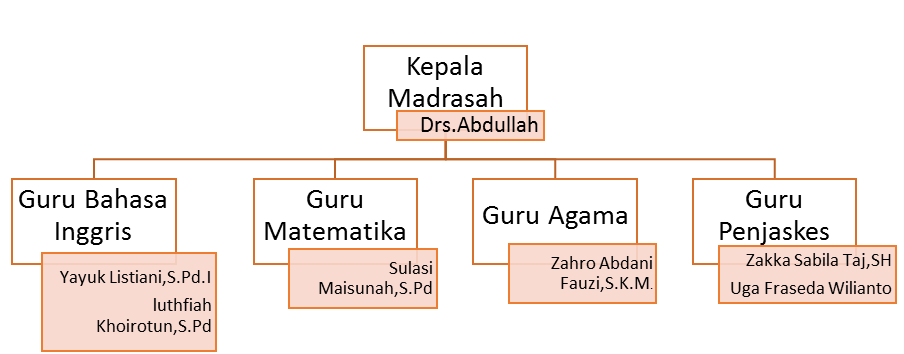 Kepala
Madrasah
Drs.Abdullah
Guru Bahasa
Inggris
Yayuk Listiani,S.Pd.I
luthfiah
Khoirotun,S.Pd
Guru
Matematika
Sulasi
Maisunah,S.Pd
Guru Agama
Zahro Abdani
Fauzi,S.K.M.
Guru
Penjaskes
Zakka Sabila Taj,SH
Uga Fraseda Wilianto